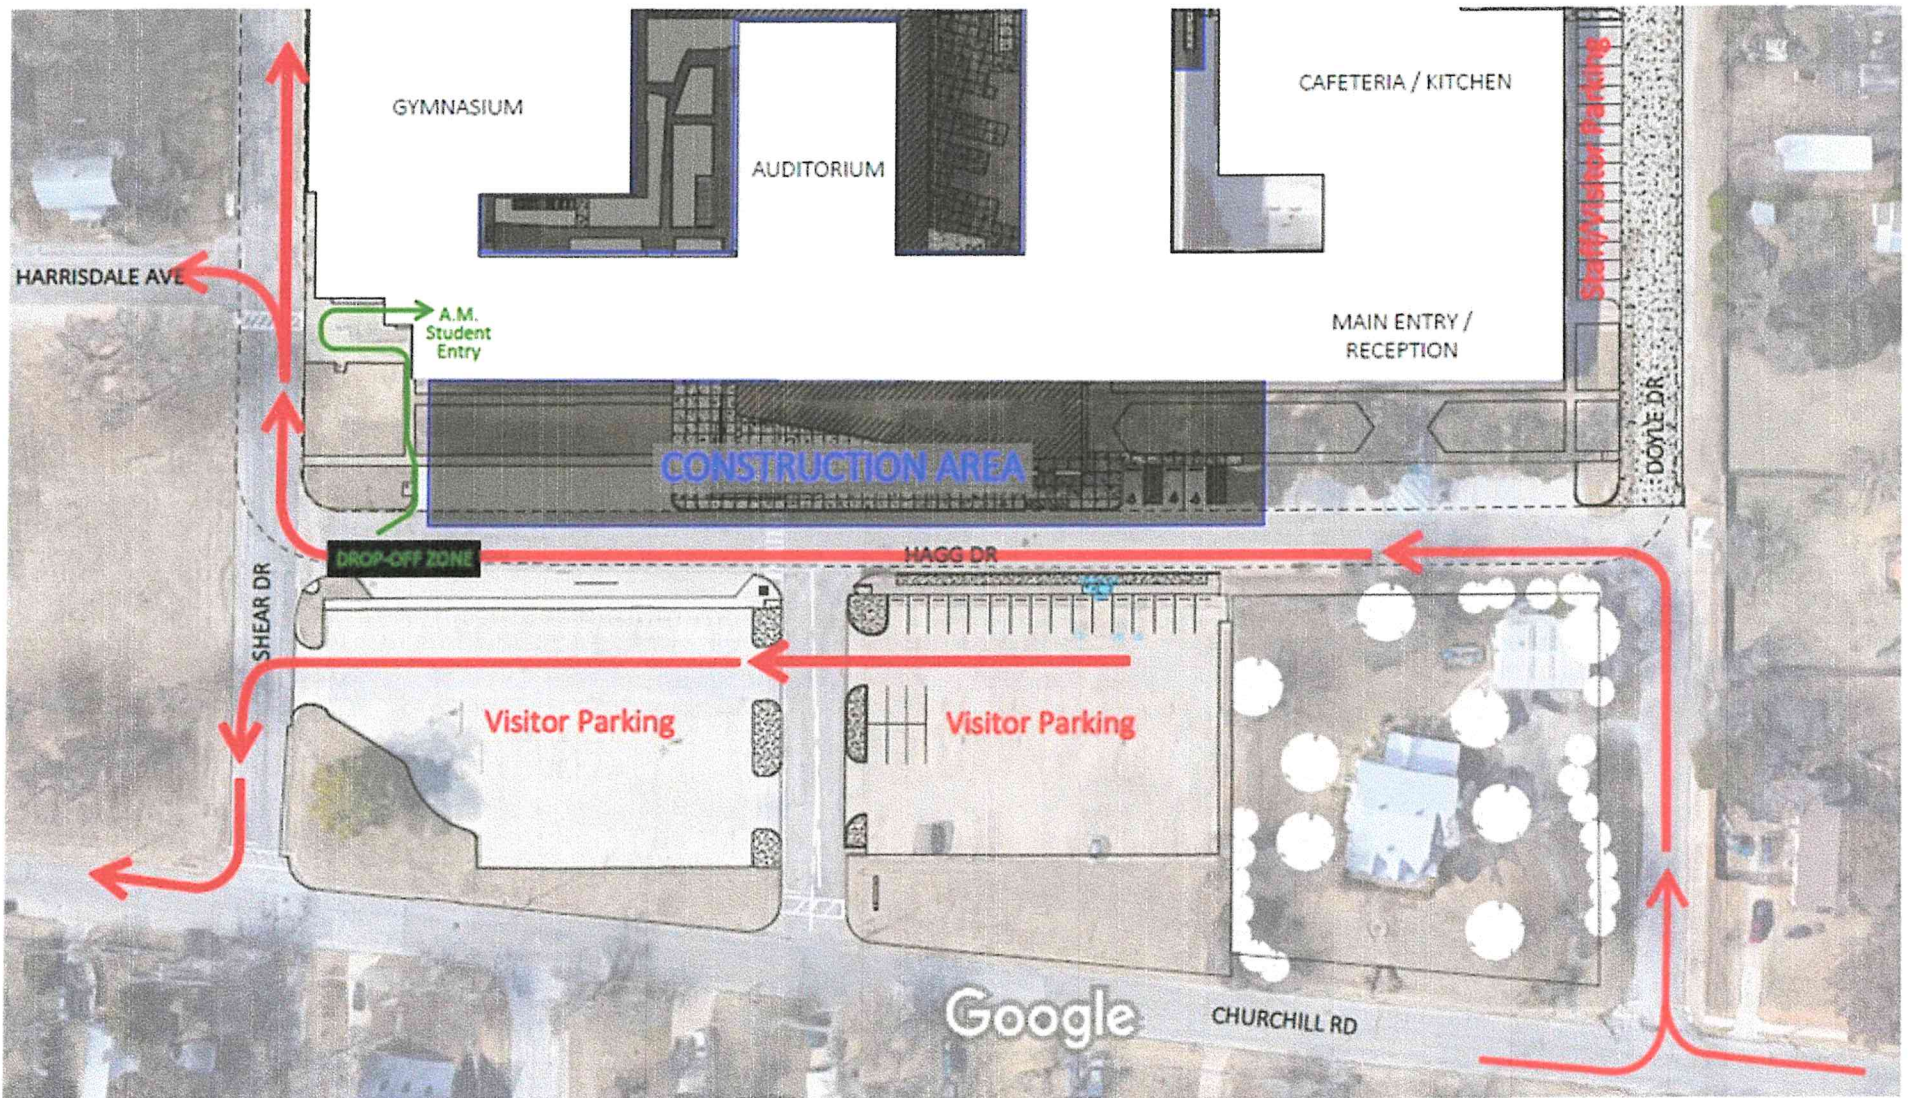 GYMNASIUM
AUDITORIUM
CAFETERIA / KITCHEN
Staff/Visitor Parking
HARRISDALE AVE
A.M.
Student
Entry
MAIN ENTRY /
RECEPTION
CONSTRUCTION AREA
DOYLE DR
DROP-OFF ZONE
HAGG DR
SHEAR DR
Visitor Parking
Visitor Parking
Google
CHURCHILL RD